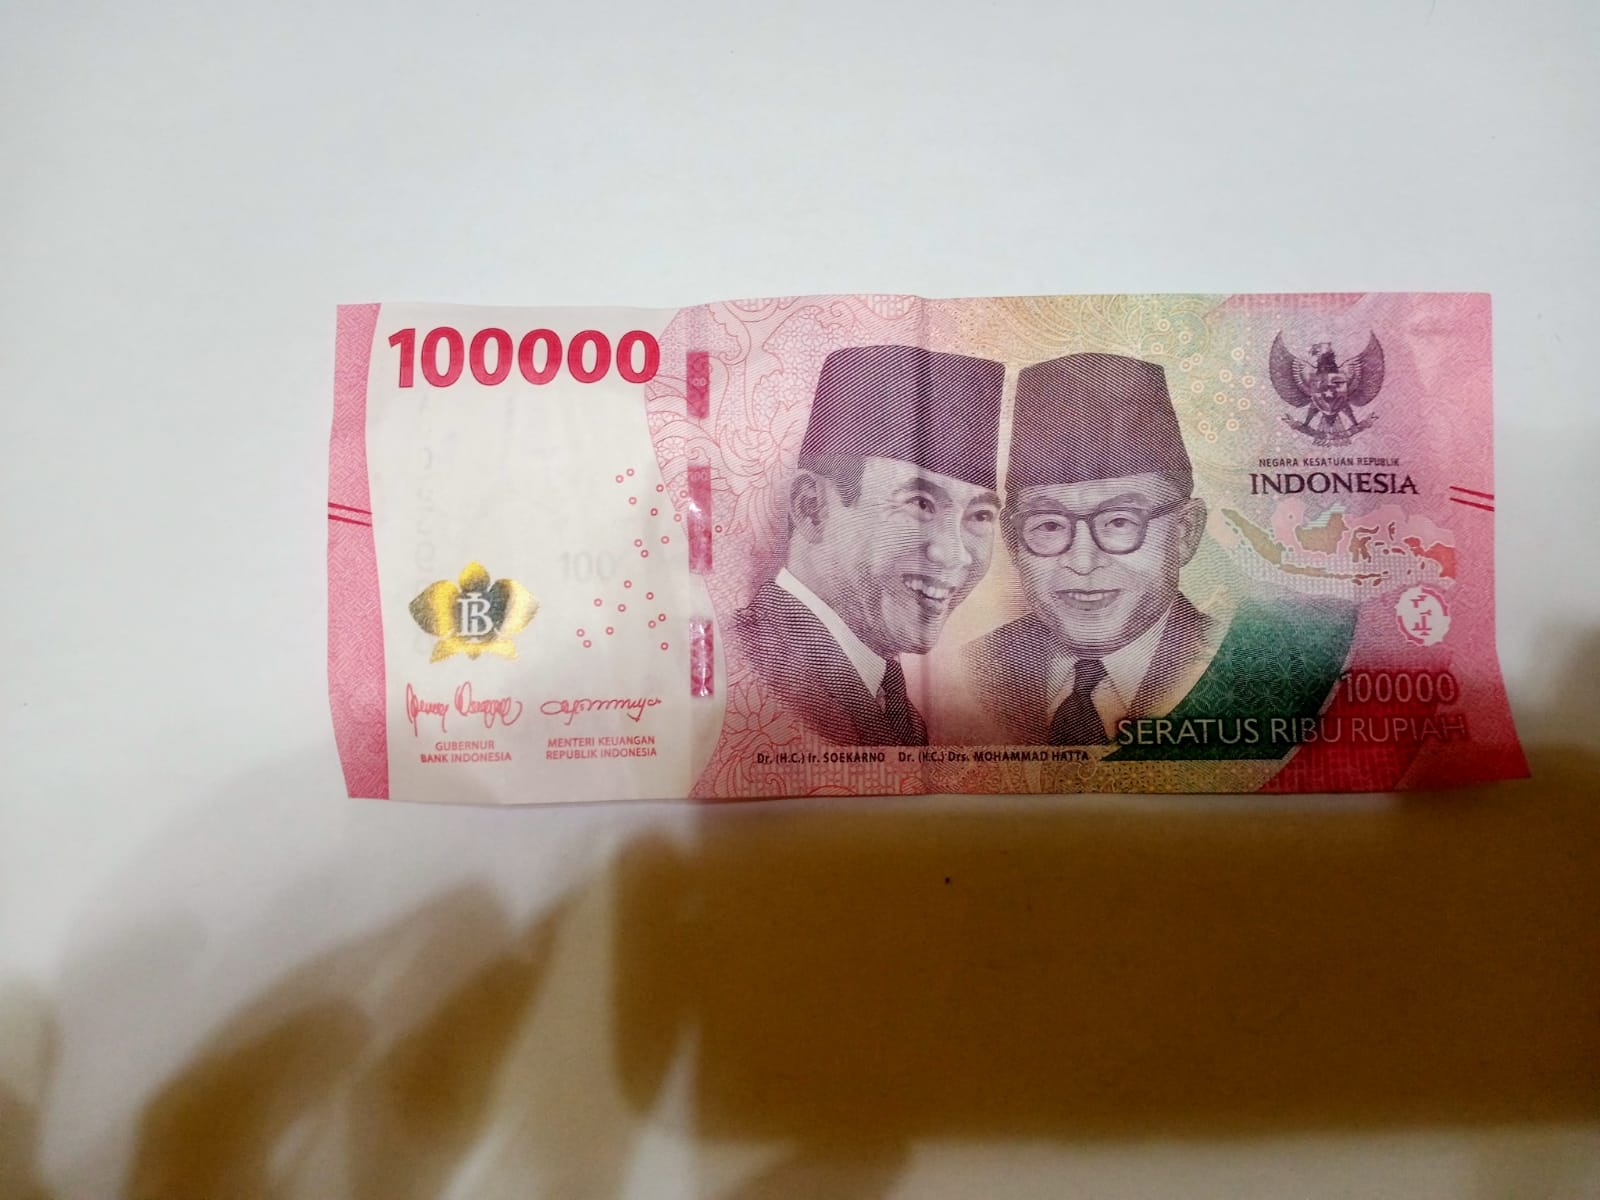 100000
100
BI
GUBERNUR
BANK INDONESIA
MENTERI KEUANGAN
REPUBLIK INDONESIA
Dr. (H.C.) Ir. SOEKARNO
Dr. (H.C.) Drs. MOHAMMAD HATTA
NEGARA KESATUAN REPUBLIK
INDONESIA
100000
SERATUS RIBU RUPIAH